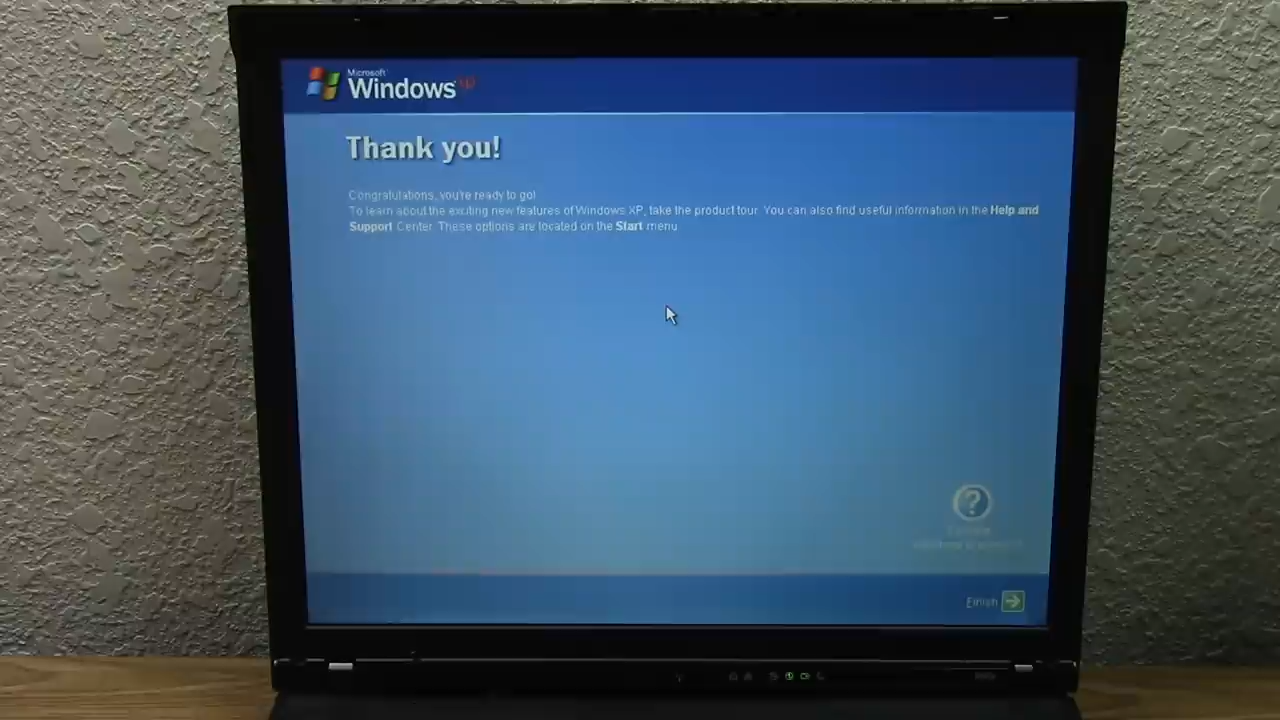 Microsoft
Windows xp
Thank you!
Congratulations, you're ready to go!
To learn about the exciting new features of Windows XP, take the product tour. You can also find useful information in the Help and
Support Center. These options are located on the Start menu.
Finish